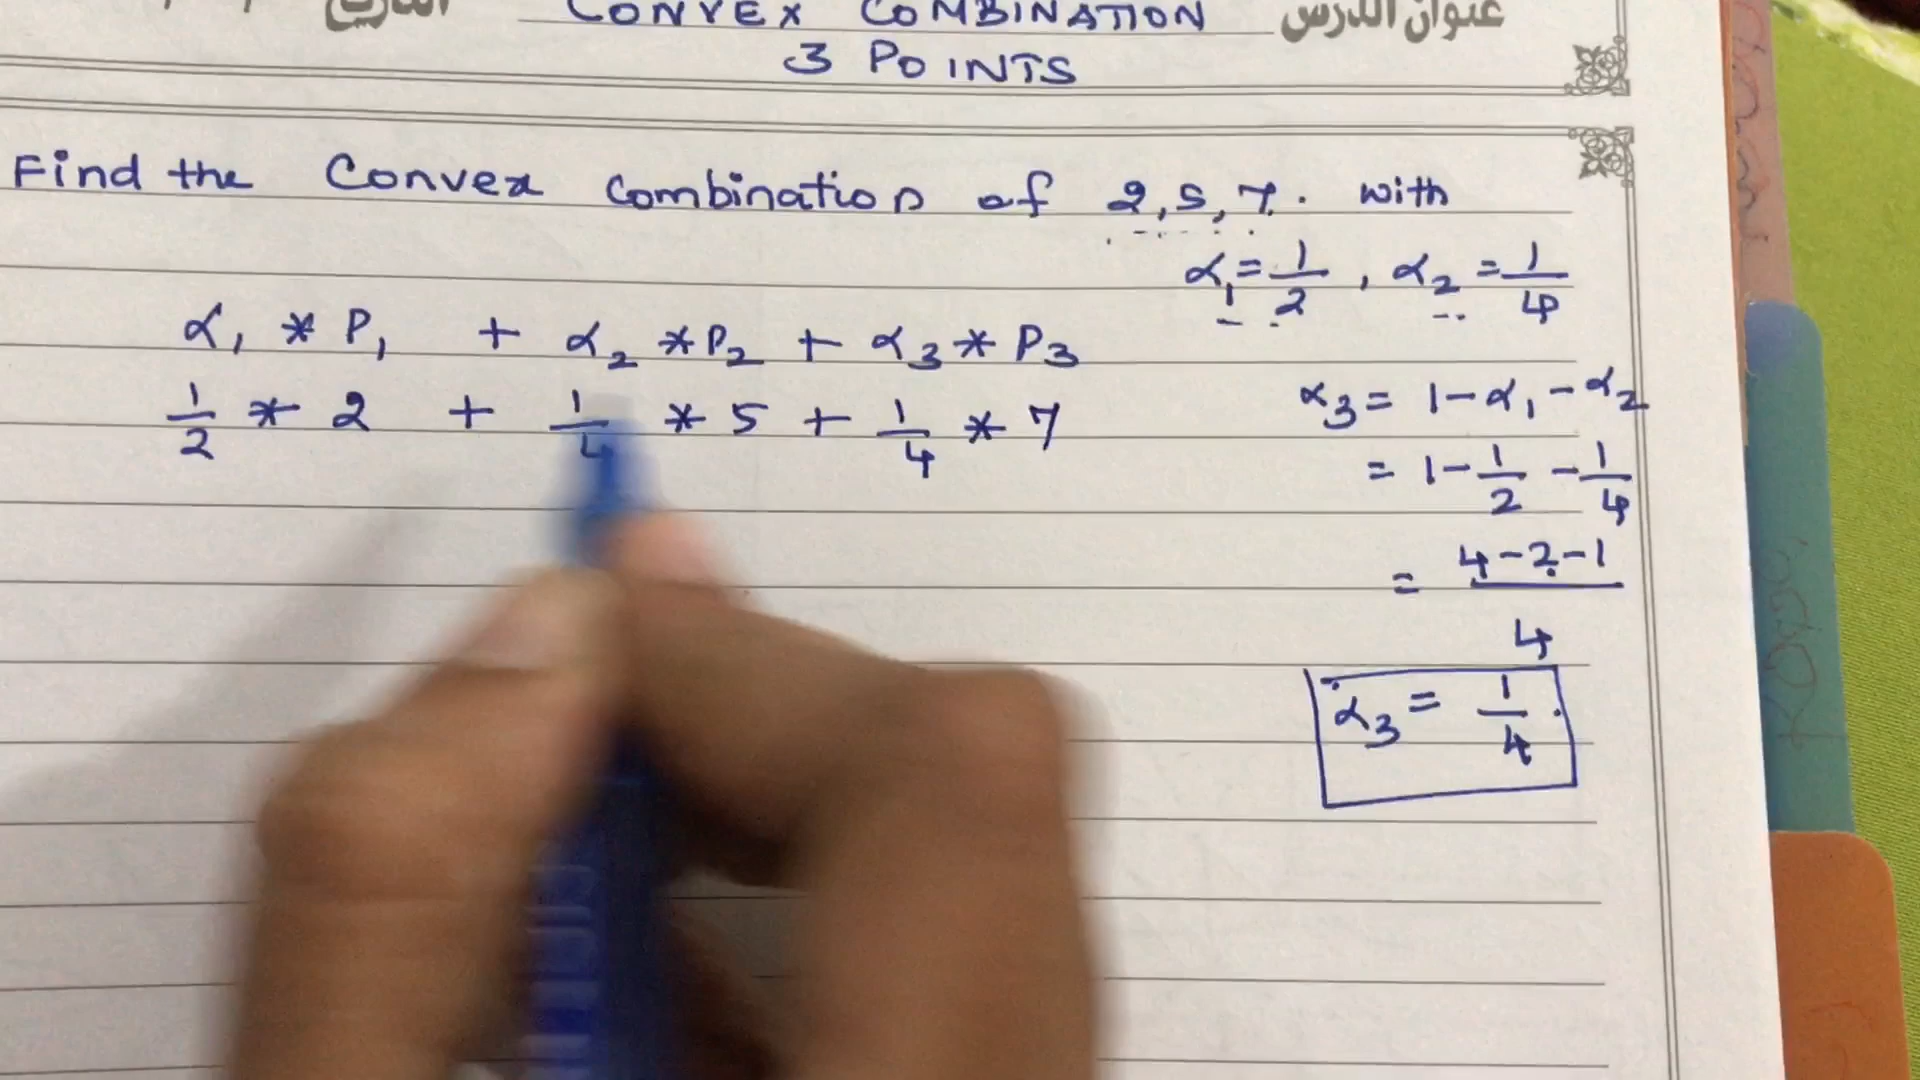 CONVEX COMBINATION عنوان الدرس
3 POINTS
Find the Convex Combination of 2,5,7. with
α₁ = 1/2 , α₂ = 1/4
α₁ * P₁ + α₂ * P₂ + α₃ * P₃
1/2 * 2 + 1/4 * 5 + 1/4 * 7
α₃ = 1 - α₁ - α₂
= 1 - 1/2 - 1/4
= 4-2-1 / 4
α₃ = 1/4.